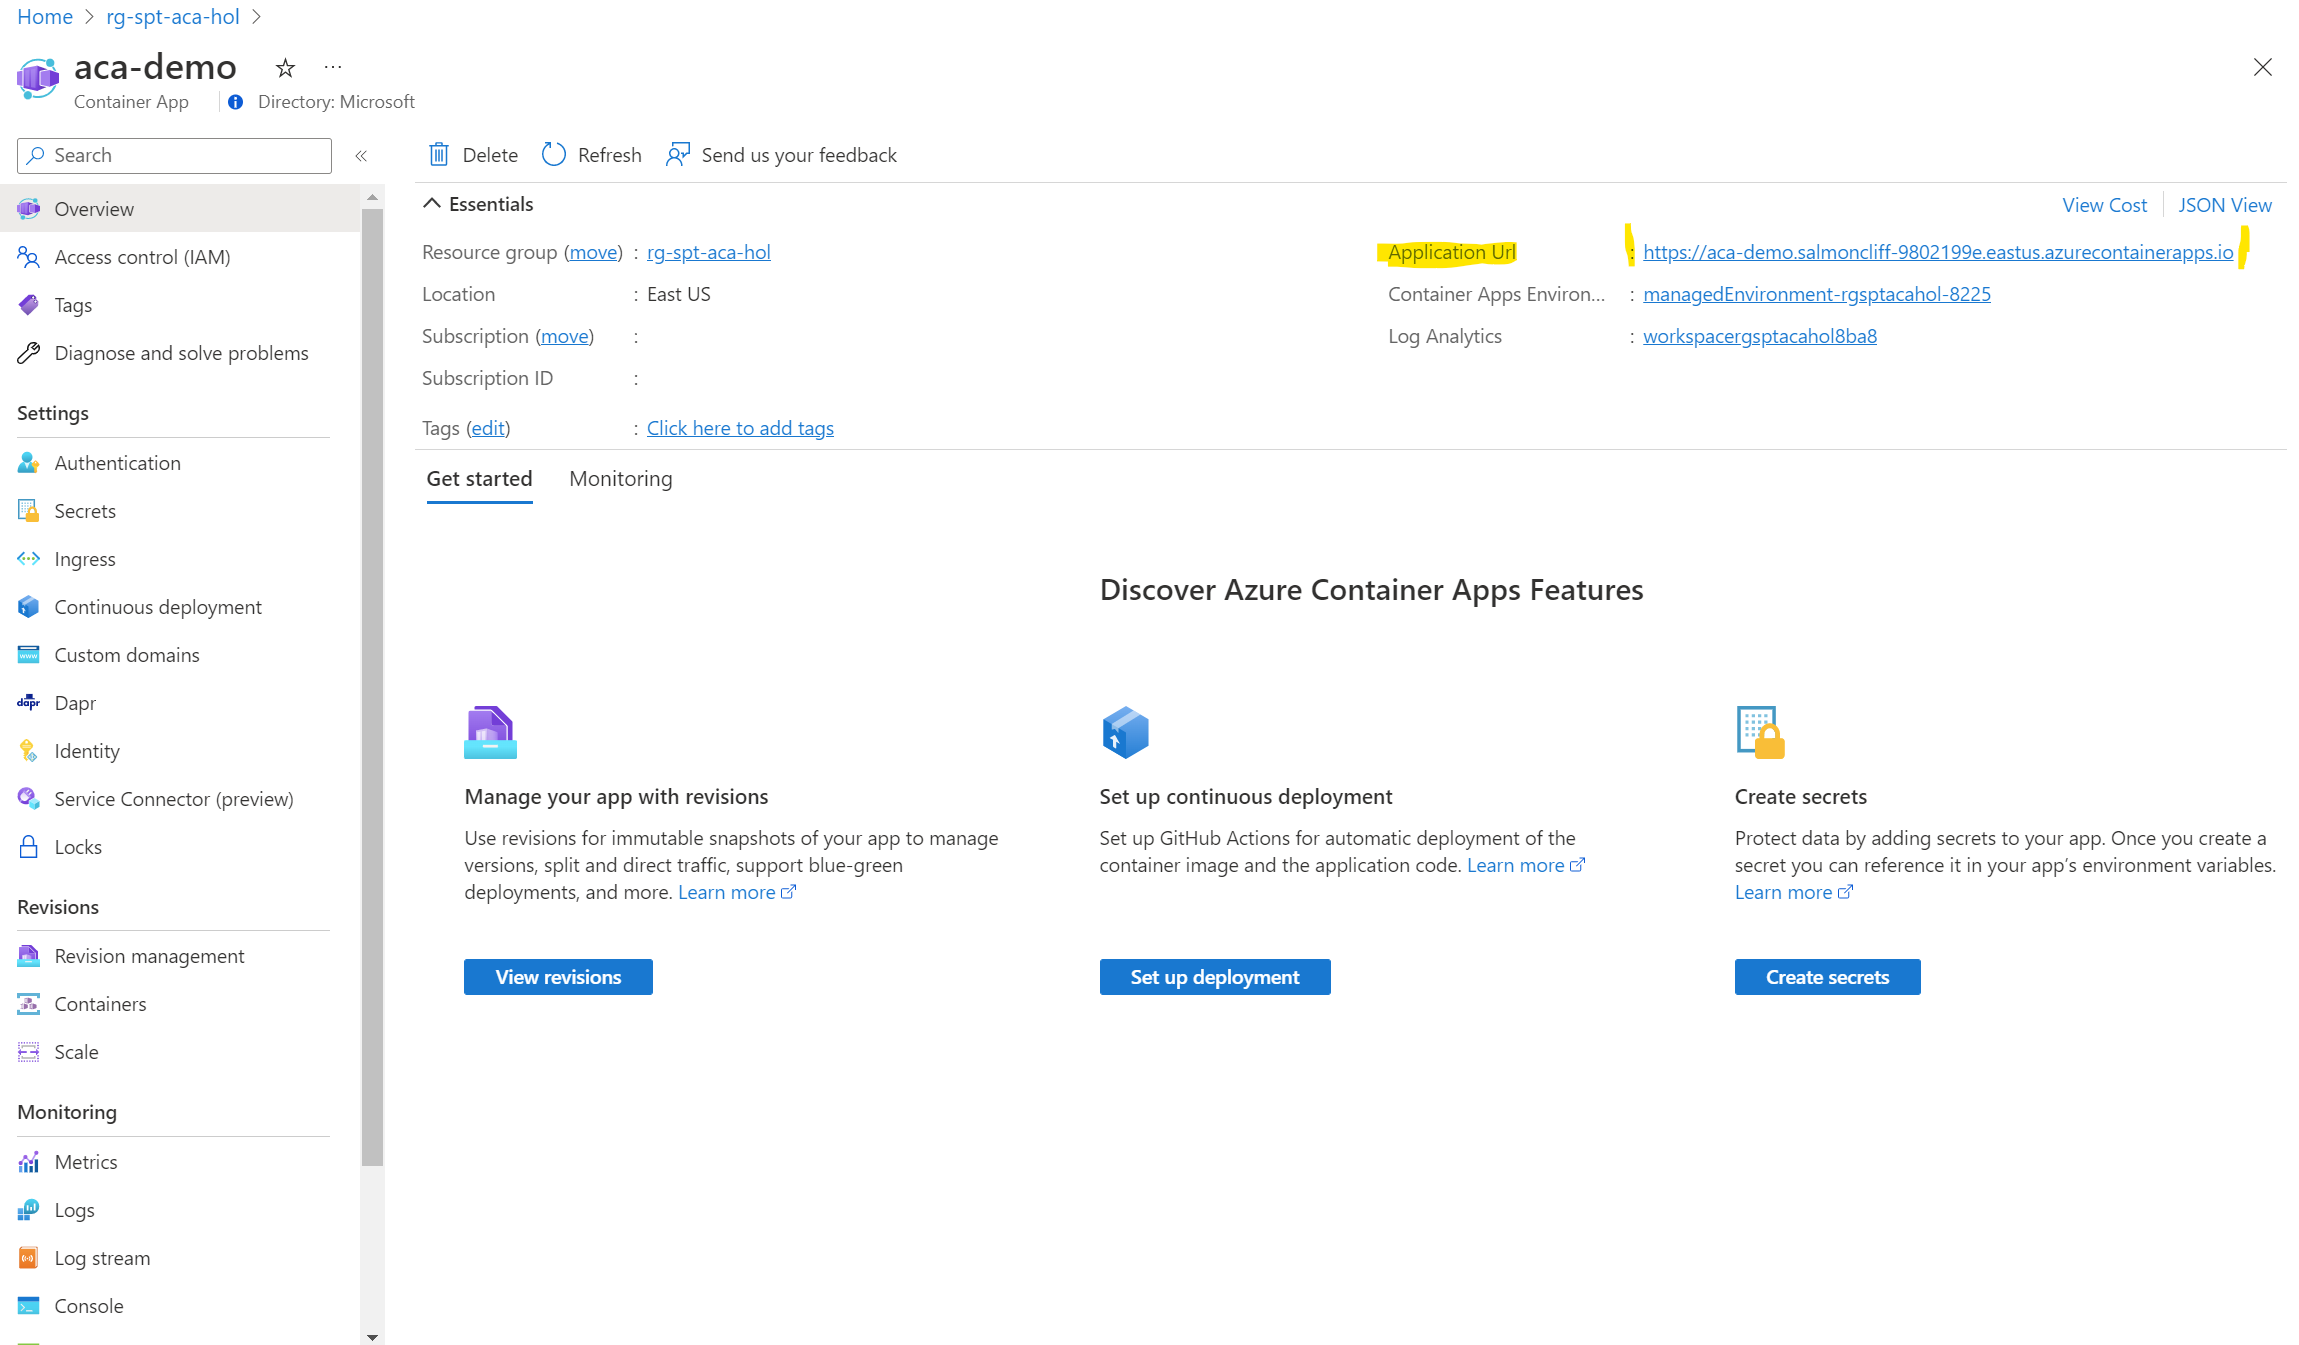 Home > rg-spt-aca-hol >
aca-demo
Container App
Directory: Microsoft
Search
Delete
Refresh
Send us your feedback
Overview
Access control (IAM)
Tags
Diagnose and solve problems
Settings
Authentication
Secrets
Ingress
Continuous deployment
Custom domains
Dapr
Identity
Service Connector (preview)
Locks
Revisions
Revision management
Containers
Scale
Monitoring
Metrics
Logs
Log stream
Console
Essentials
View Cost
JSON View
Resource group (move) : rg-spt-aca-hol
Location : East US
Subscription (move) :
Subscription ID :
Tags (edit) : Click here to add tags
Application Url : https://aca-demo.salmoncliff-9802199e.eastus.azurecontainerapps.io
Container Apps Environ... : managedEnvironment-rgsptacahol-8225
Log Analytics : workspacergsptacahol8ba8
Get started
Monitoring
Discover Azure Container Apps Features
Manage your app with revisions
Use revisions for immutable snapshots of your app to manage
versions, split and direct traffic, support blue-green
deployments, and more. Learn more
View revisions
Set up continuous deployment
Set up GitHub Actions for automatic deployment of the
container image and the application code. Learn more
Set up deployment
Create secrets
Protect data by adding secrets to your app. Once you create a
secret you can reference it in your app's environment variables.
Learn more
Create secrets